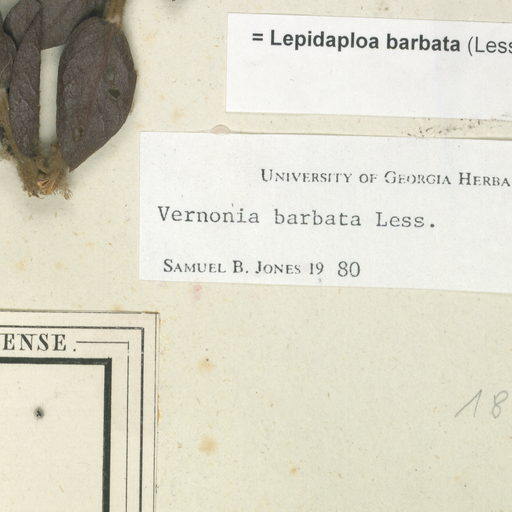 = Lepidaploa barbata (Less
UNIVERSITY OF GEORGIA HERBA
Vernonia barbata Less.
SAMUEL B. JONES 19 80
ENSE.
18